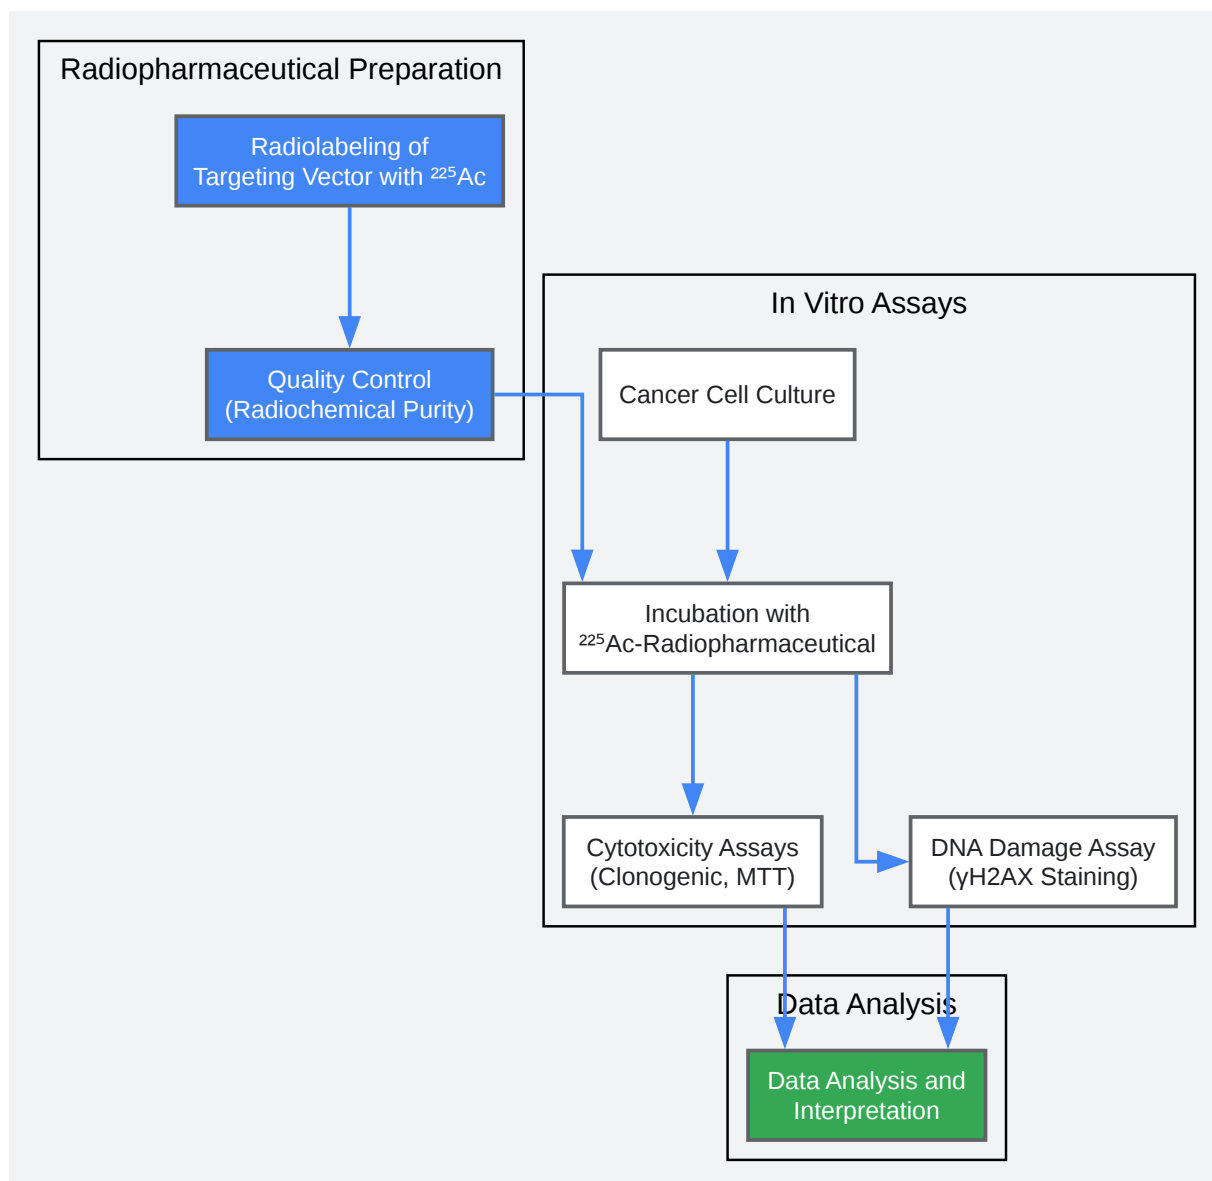 Radiopharmaceutical Preparation
Radiolabeling of
Targeting Vector with ²²⁵Ac
Quality Control
(Radiochemical Purity)
In Vitro Assays
Cancer Cell Culture
Incubation with
²²⁵Ac-Radiopharmaceutical
Cytotoxicity Assays
(Clonogenic, MTT)
DNA Damage Assay
(γH2AX Staining)
Data Analysis
Data Analysis and
Interpretation